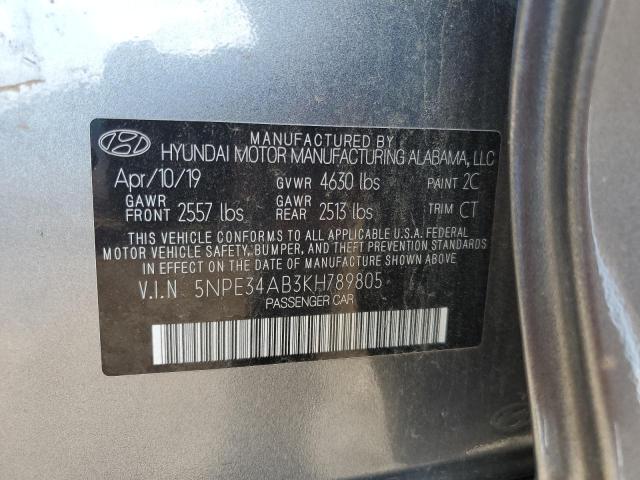 MANUFACTURED BY
HYUNDAI MOTOR MANUFACTURING ALABAMA, LLC
Apr/10/19 GVWR 4630 lbs PAINT 2C
GAWR FRONT 2557 lbs GAWR REAR 2513 lbs TRIM CT
THIS VEHICLE CONFORMS TO ALL APPLICABLE U.S.A. FEDERAL
MOTOR VEHICLE SAFETY, BUMPER, AND THEFT PREVENTION STANDARDS
IN EFFECT ON THE DATE OF MANUFACTURE SHOWN ABOVE.
V.I.N 5NPE34AB3KH789805
PASSENGER CAR